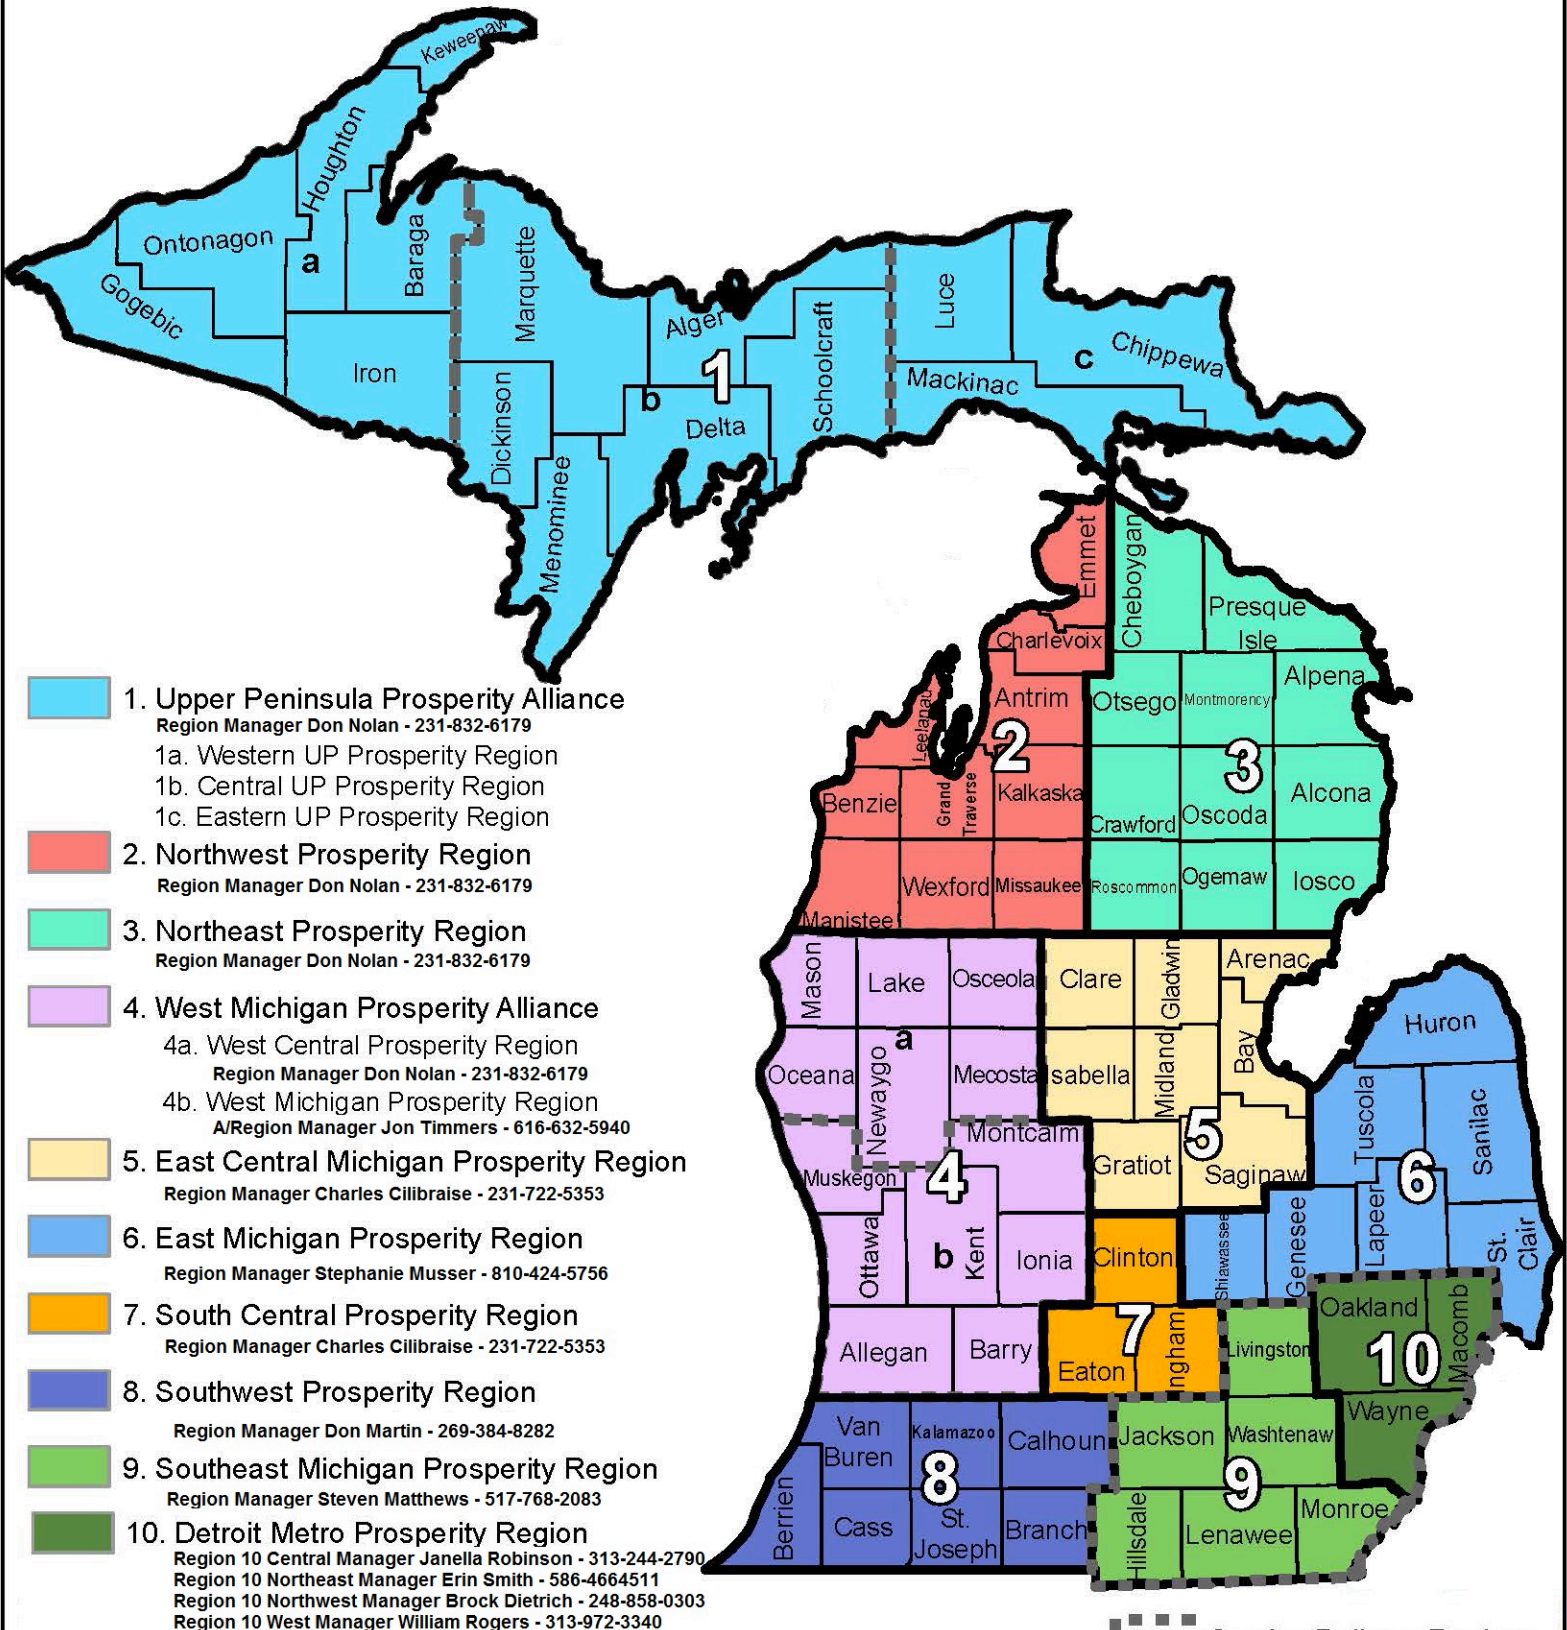 Keweenaw
Houghton
Ontonagon
a
Baraga
Marquette
Gogebic
Iron
Alger
Luce
Chippewa
c
Mackinac
Schoolcraft
1
b
Delta
Dickinson
Menominee
Emmet
Cheboygan
Presque
Isle
Charlevoix
Alpena
Antrim
Otsego
Montmorency
Leelanau
2
3
Benzie
Grand
Traverse
Kalkaska
Crawford
Oscoda
Alcona
Manistee
Wexford
Missaukee
Roscommon
Ogemaw
Iosco
Mason
Lake
Osceola
Clare
Gladwin
Arenac
Huron
a
Oceana
Newaygo
Mecosta
Isabella
Midland
Bay
Tuscola
Sanilac
Montcalm
5
Muskegon
4
Gratiot
Saginaw
6
Ottawa
b
Kent
Ionia
Clinton
Shiawassee
Genesee
Lapeer
St.
Clair
Allegan
Barry
Eaton
7
ngham
Livingston
Oakland
10
Macomb
Van
Buren
Kalamazoo
Calhoun
Jackson
Washtenaw
Wayne
8
9
Berrien
Cass
St.
Joseph
Branch
Hillsdale
Lenawee
Monroe
1. Upper Peninsula Prosperity Alliance
Region Manager Don Nolan - 231-832-6179
1a. Western UP Prosperity Region
1b. Central UP Prosperity Region
1c. Eastern UP Prosperity Region
2. Northwest Prosperity Region
Region Manager Don Nolan - 231-832-6179
3. Northeast Prosperity Region
Region Manager Don Nolan - 231-832-6179
4. West Michigan Prosperity Alliance
4a. West Central Prosperity Region
Region Manager Don Nolan - 231-832-6179
4b. West Michigan Prosperity Region
A/Region Manager Jon Timmers - 616-632-5940
5. East Central Michigan Prosperity Region
Region Manager Charles Cilibraise - 231-722-5353
6. East Michigan Prosperity Region
Region Manager Stephanie Musser - 810-424-5756
7. South Central Prosperity Region
Region Manager Charles Cilibraise - 231-722-5353
8. Southwest Prosperity Region
Region Manager Don Martin - 269-384-8282
9. Southeast Michigan Prosperity Region
Region Manager Steven Matthews - 517-768-2083
10. Detroit Metro Prosperity Region
Region 10 Central Manager Janella Robinson - 313-244-2790
Region 10 Northeast Manager Erin Smith - 586-4664511
Region 10 Northwest Manager Brock Dietrich - 248-858-0303
Region 10 West Manager William Rogers - 313-972-3340